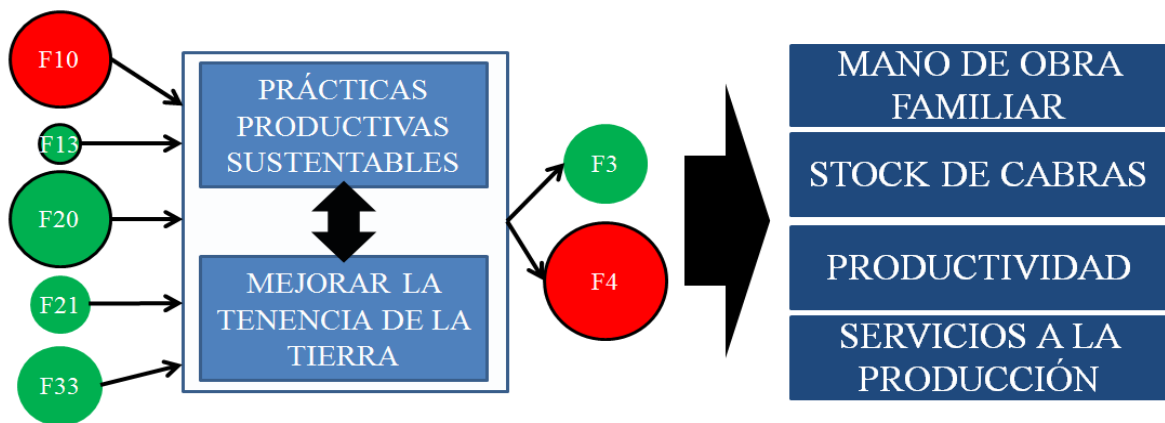 F10
F13
F20
F21
F33
PRÁCTICAS
PRODUCTIVAS
SUSTENTABLES
MEJORAR LA
TENENCIA DE LA
TIERRA
F3
F4
MANO DE OBRA
FAMILIAR
STOCK DE CABRAS
PRODUCTIVIDAD
SERVICIOS A LA
PRODUCCIÓN